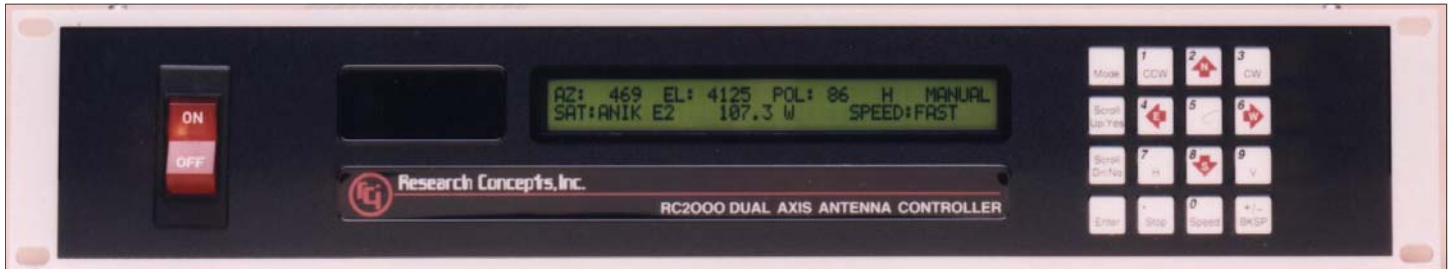 ON
OFF
AZ: 469 EL: 4125 POL: 86 H MANUAL
SAT:ANIK E2 107.3 W SPEED:FAST
rci Research Concepts, Inc.
RC2000 DUAL AXIS ANTENNA CONTROLLER
Mode 1 CCW 2 N 3 CW
Scroll Up/Yes 4 E 5 6 W
Scroll Dn/No 7 H 8 S 9 V
Enter . Stop 0 Speed +/- BKSP